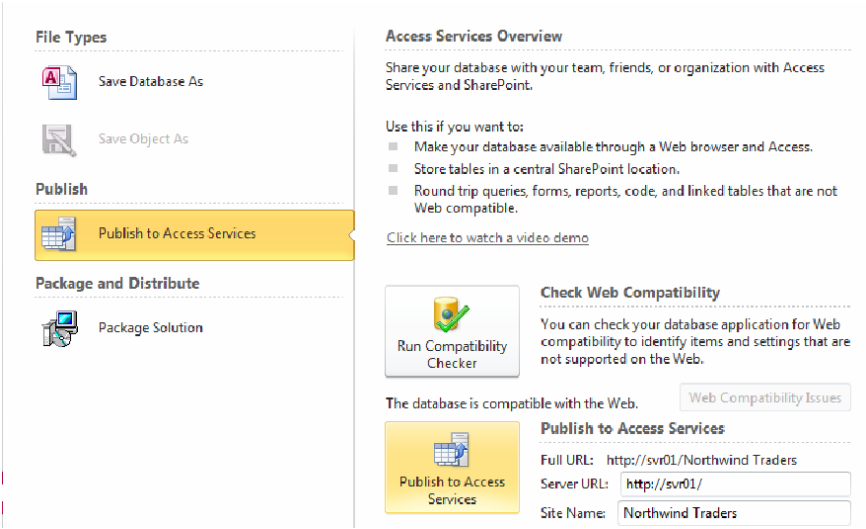 File Types
Save Database As
Save Object As
Publish
Publish to Access Services
Package and Distribute
Package Solution
Access Services Overview
Share your database with your team, friends, or organization with Access
Services and SharePoint.
Use this if you want to:
Make your database available through a Web browser and Access.
Store tables in a central SharePoint location.
Round trip queries, forms, reports, code, and linked tables that are not
Web compatible.
Click here to watch a video demo
Run Compatibility
Checker
Check Web Compatibility
You can check your database application for Web
compatibility to identify items and settings that are
not supported on the Web.
The database is compatible with the Web.
Web Compatibility Issues
Publish to Access
Services
Publish to Access Services
Full URL: http://svr01/Northwind Traders
Server URL: http://svr01/
Site Name: Northwind Traders